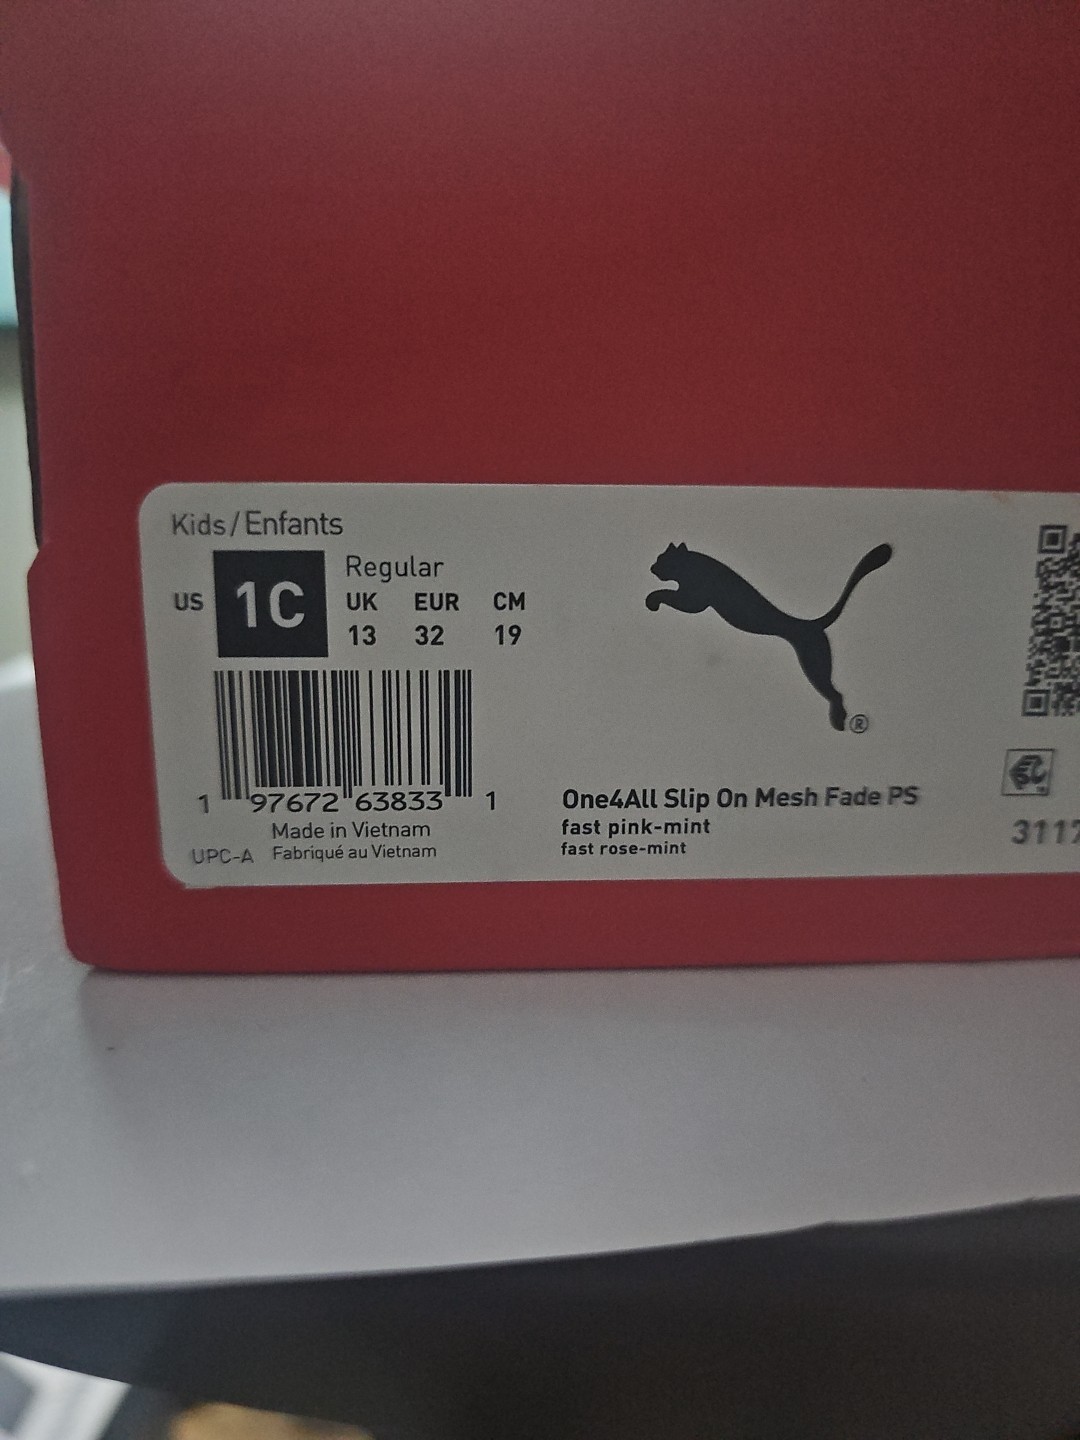 Kids/Enfants
US 1C
Regular
UK EUR CM
13 32 19
1 97672 63833 1
Made in Vietnam
UPC-A Fabriqué au Vietnam
®
One4All Slip On Mesh Fade PS
fast pink-mint
fast rose-mint
3117